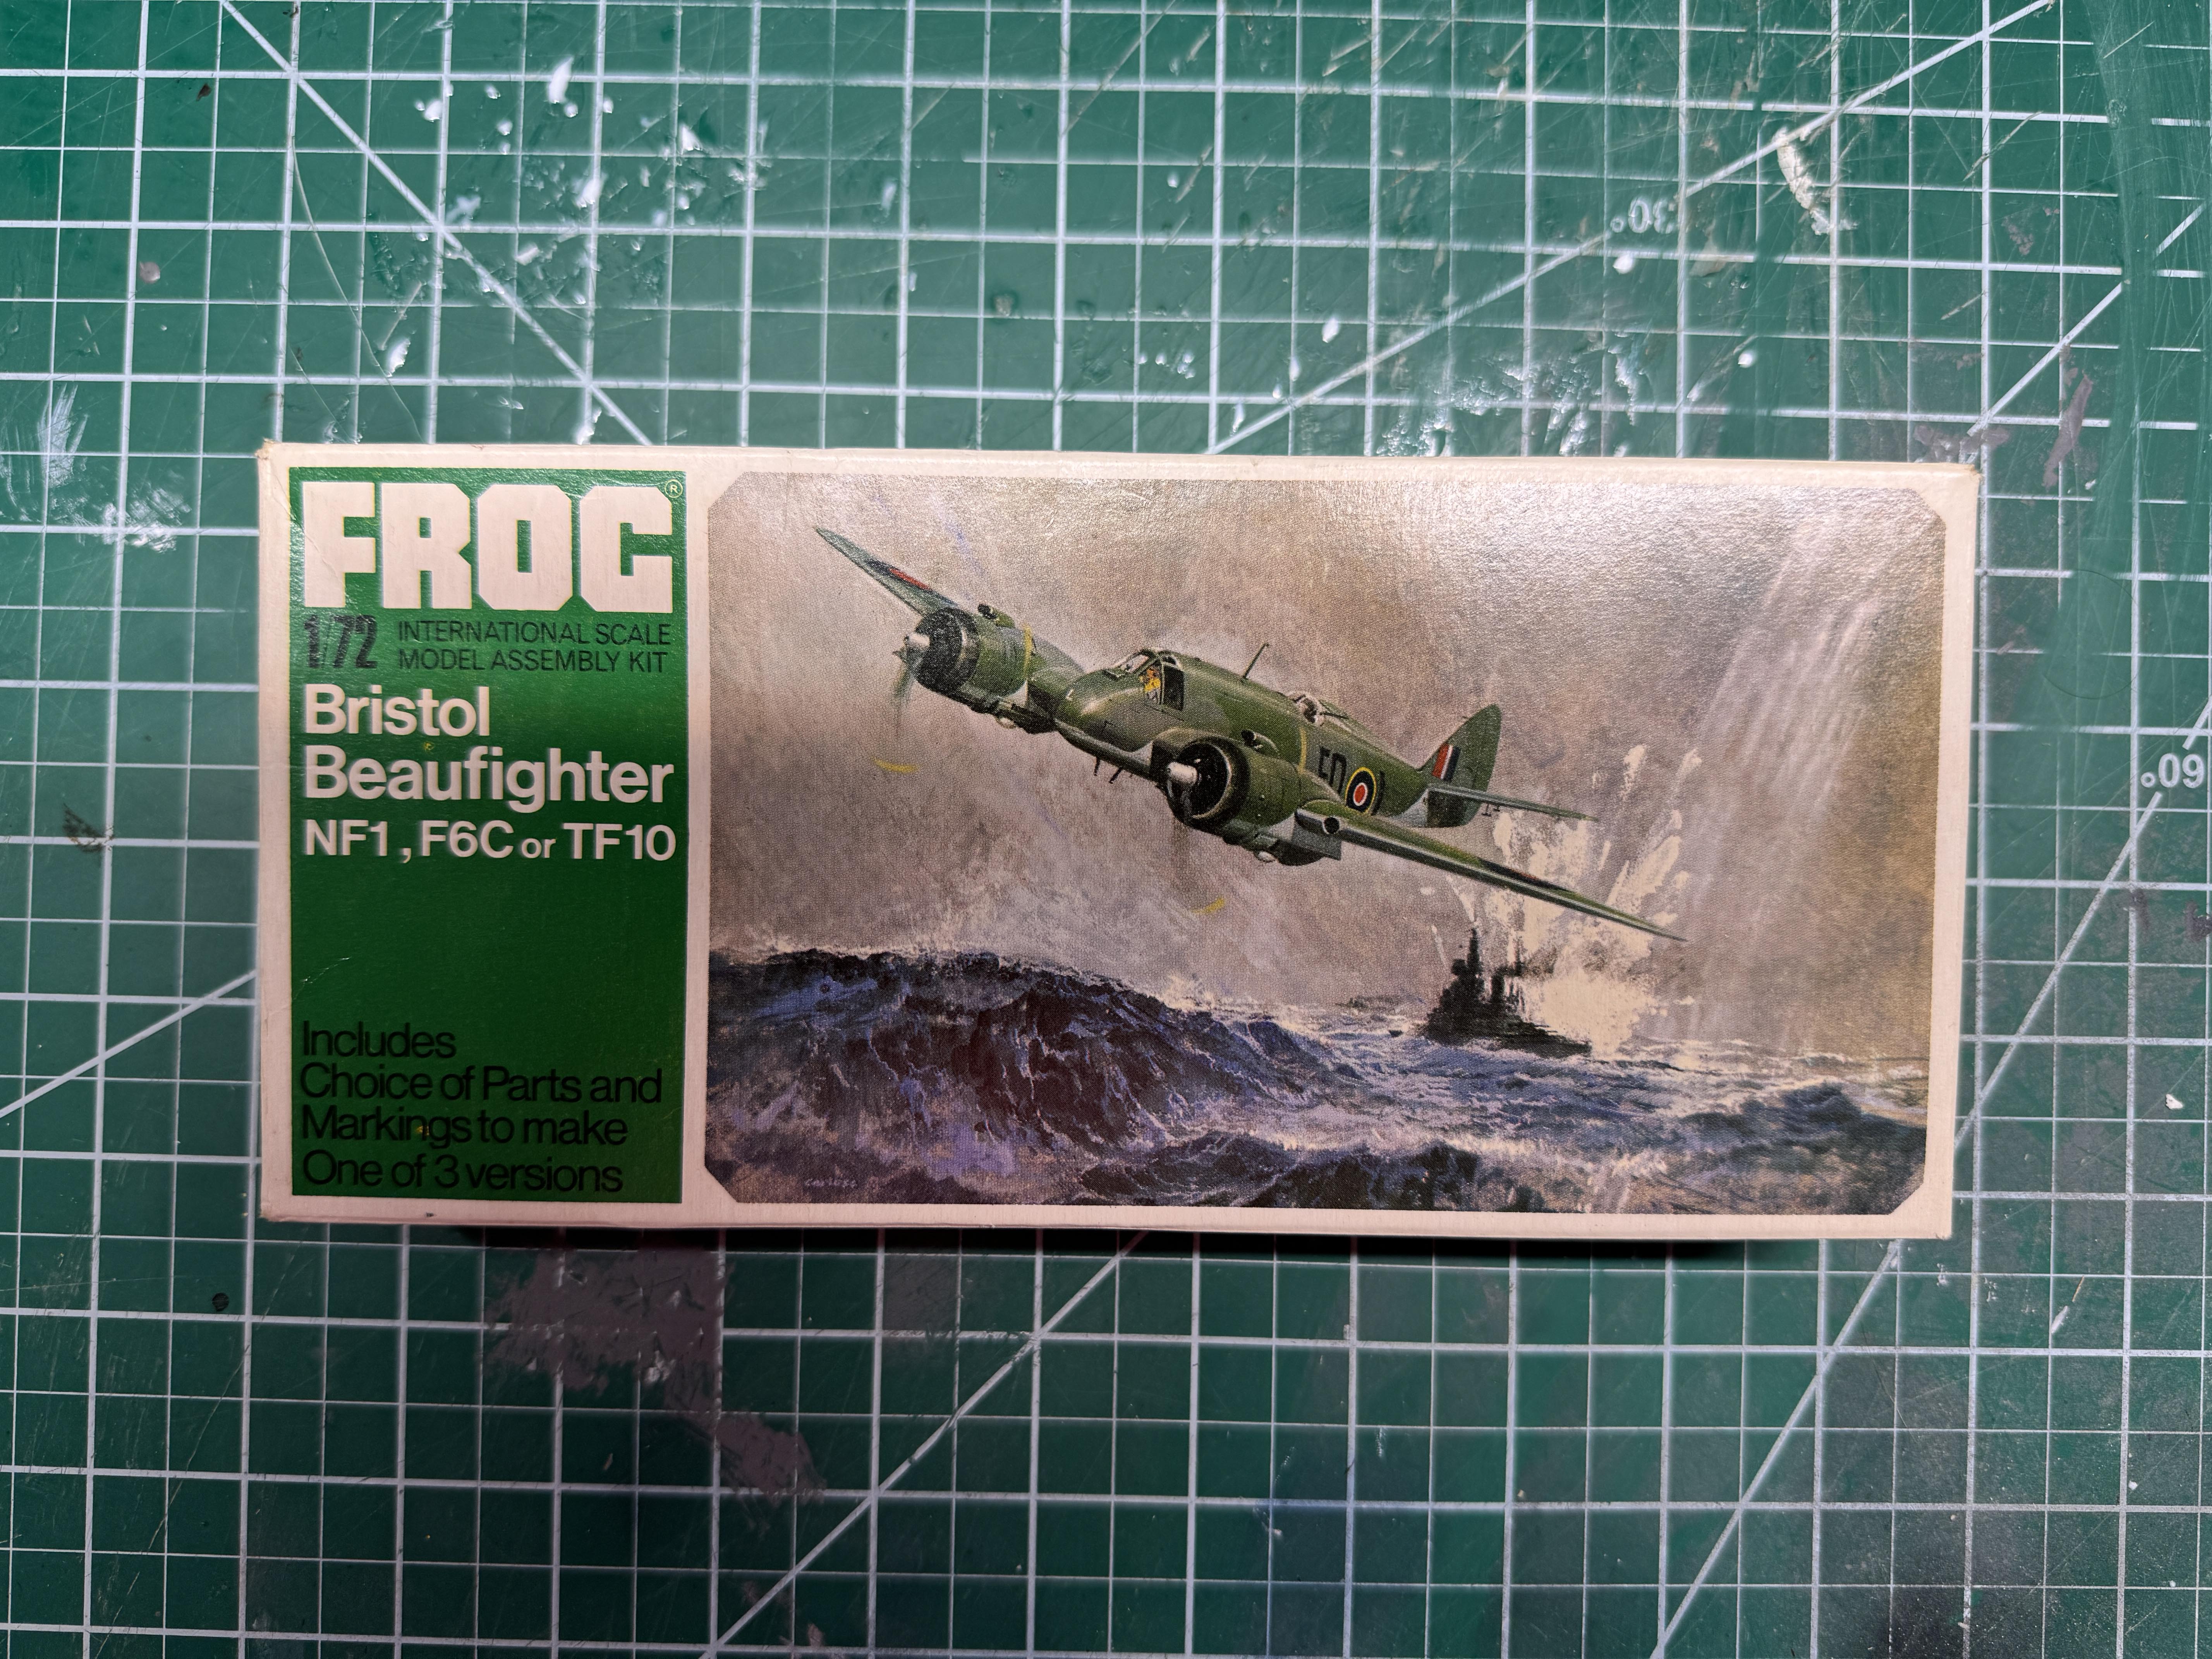 FROG®
1/72 INTERNATIONAL SCALE
MODEL ASSEMBLY KIT
Bristol
Beaufighter
NF1, F6C or TF10
Includes
Choice of Parts and
Markings to make
One of 3 versions
30°
60°